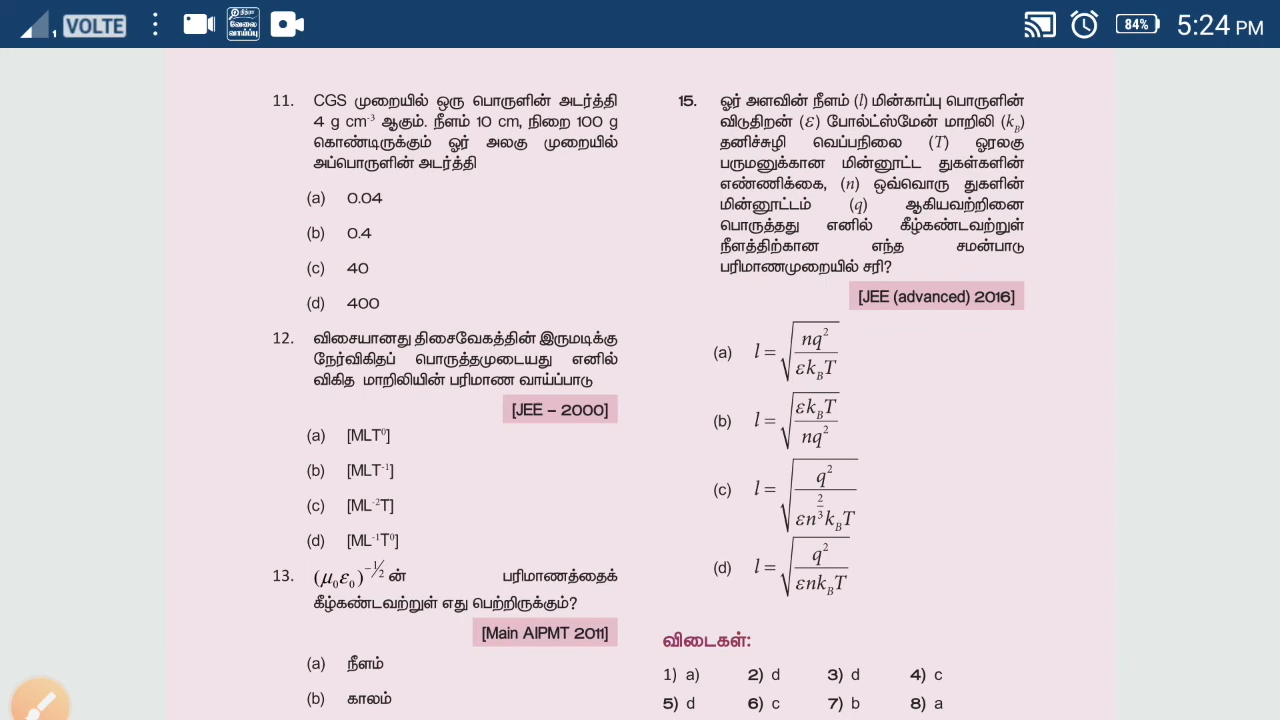 1 VOLTE 84% 5:24 PM
வேலை
வாய்ப்பு
11. CGS முறையில் ஒரு பொருளின் அடர்த்தி
4 g cm⁻³ ஆகும். நீளம் 10 cm, நிறை 100 g
கொண்டிருக்கும் ஓர் அலகு முறையில்
அப்பொருளின் அடர்த்தி
(a) 0.04
(b) 0.4
(c) 40
(d) 400
12. விசையானது திசைவேகத்தின் இருமடிக்கு
நேர்விகிதப் பொருத்தமுடையது எனில்
விகித மாறிலியின் பரிமாண வாய்ப்பாடு
[JEE – 2000]
(a) [MLT⁰]
(b) [MLT⁻¹]
(c) [ML⁻²T]
(d) [ML⁻¹T⁰]
13. (μ₀ε₀)^(−1/2) ன் பரிமாணத்தைக்
கீழ்கண்டவற்றுள் எது பெற்றிருக்கும்?
[Main AIPMT 2011]
(a) நீளம்
(b) காலம்
15. ஓர் அளவின் நீளம் (l) மின்காப்பு பொருளின்
விடுதிறன் (ε) போல்ட்ஸ்மேன் மாறிலி (k_B)
தனிச்சுழி வெப்பநிலை (T) ஓரலகு
பருமனுக்கான மின்னூட்ட துகள்களின்
எண்ணிக்கை, (n) ஒவ்வொரு துகளின்
மின்னூட்டம் (q) ஆகியவற்றினை
பொருத்தது எனில் கீழ்கண்டவற்றுள்
நீளத்திற்கான எந்த சமன்பாடு
பரிமாணமுறையில் சரி?
[JEE (advanced) 2016]
(a) l = √(nq²/εk_BT)
(b) l = √(εk_BT/nq²)
(c) l = √(q²/εn^(2/3)k_BT)
(d) l = √(q²/εnk_BT)
விடைகள்:
1) a) 2) d 3) d 4) c
5) d 6) c 7) b 8) a